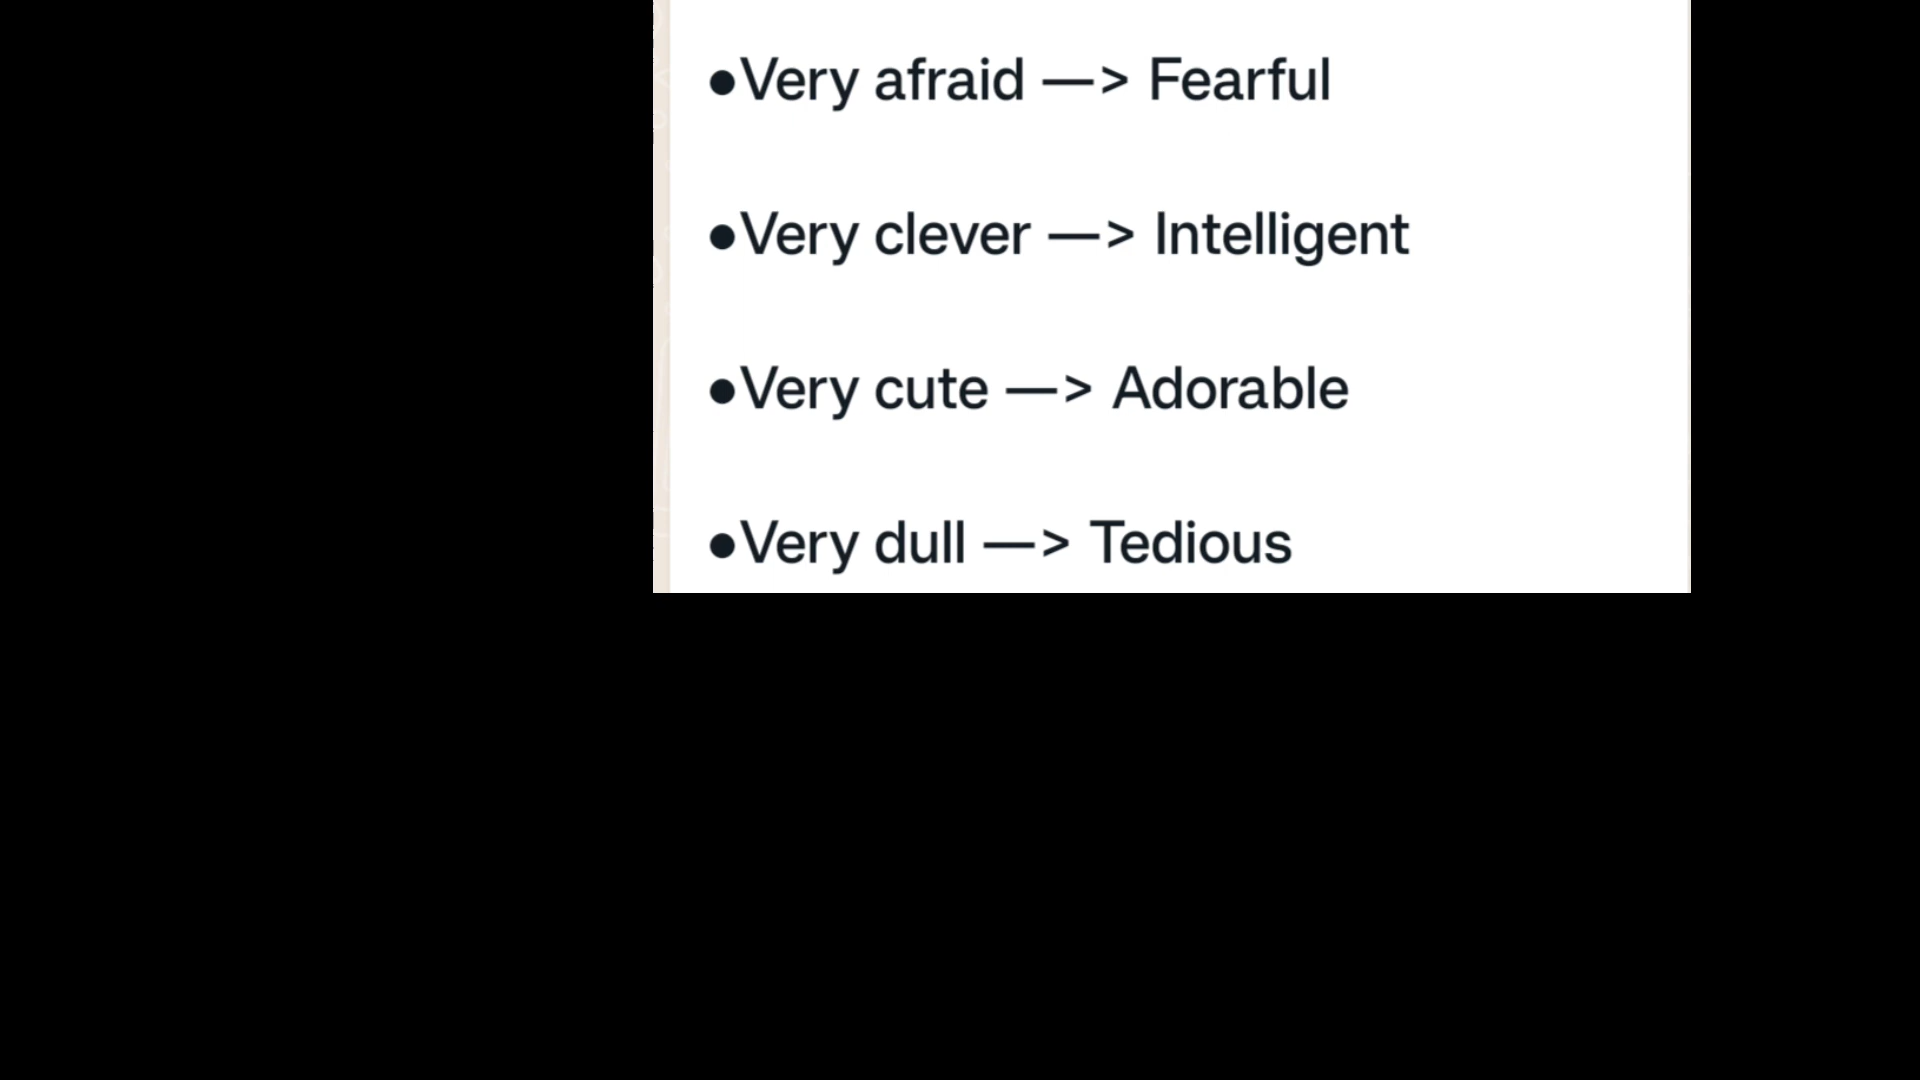 ●Very afraid —> Fearful
●Very clever —> Intelligent
●Very cute —> Adorable
●Very dull —> Tedious